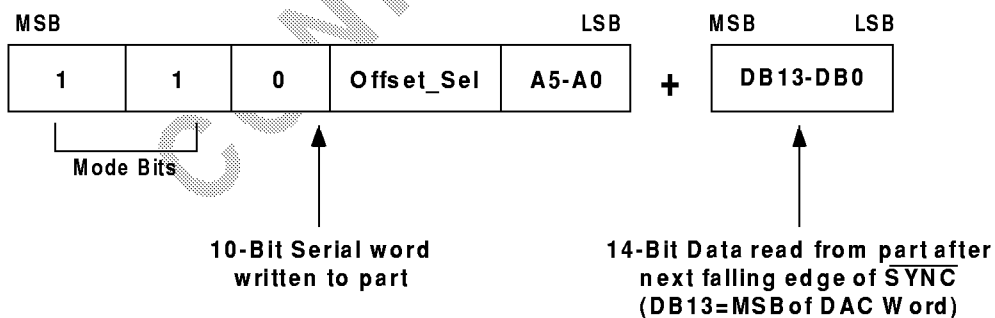 MSB LSB MSB LSB
1 1 0 Offset_Sel A5-A0 + DB13-DB0
Mode Bits
10-Bit Serial word
written to part
14-Bit Data read from part after
next falling edge of SYNC
(DB13=MSB of DAC Word)